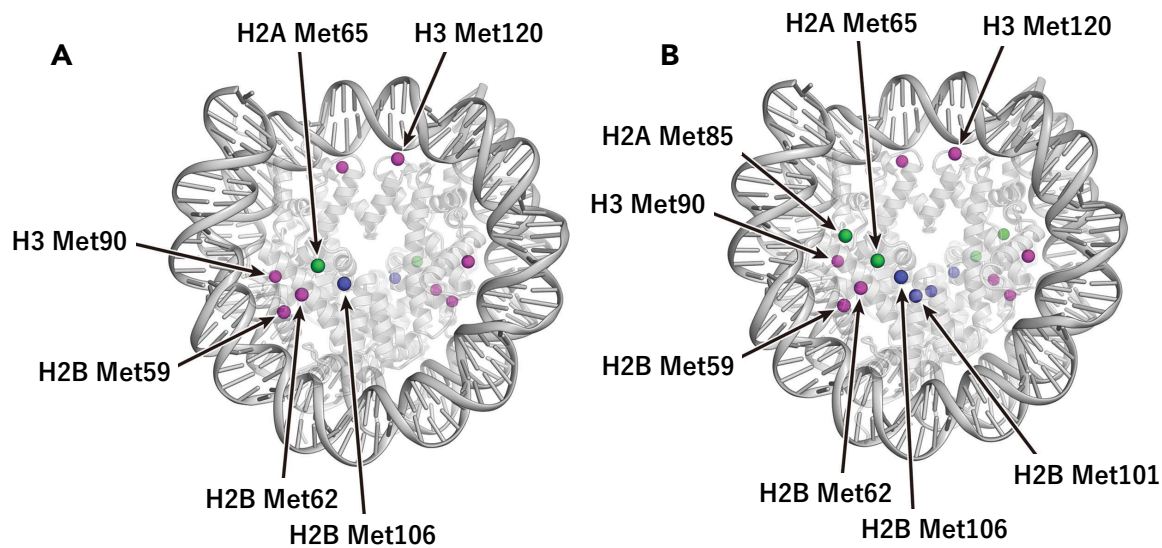 A
H2A Met65
H3 Met120
H3 Met90
H2B Met59
H2B Met62
H2B Met106
B
H2A Met65
H3 Met120
H2A Met85
H3 Met90
H2B Met59
H2B Met62
H2B Met106
H2B Met101